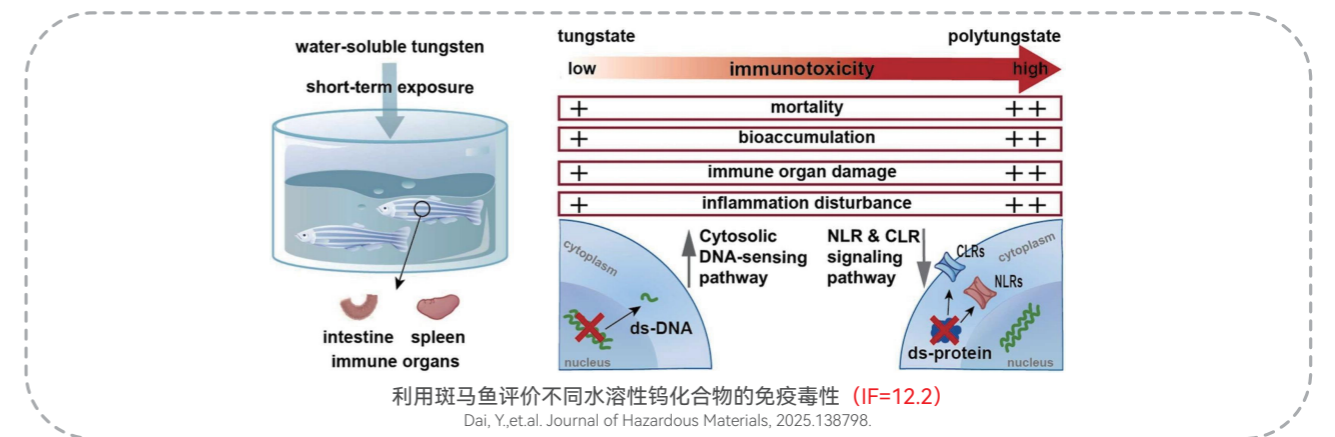 water-soluble tungsten
short-term exposure
intestine spleen
immune organs
tungstate polytungstate
low immunotoxicity high
+ mortality ++
+ bioaccumulation ++
+ immune organ damage ++
+ inflammation disturbance ++
cytoplasm
Cytosolic
DNA-sensing
pathway
ds-DNA
nucleus
NLR & CLR
signaling
pathway
CLRs
cytoplasm
NLRs
ds-protein
nucleus
利用斑马鱼评价不同水溶性钨化合物的免疫毒性（IF=12.2）
Dai, Y.,et.al. Journal of Hazardous Materials, 2025.138798.